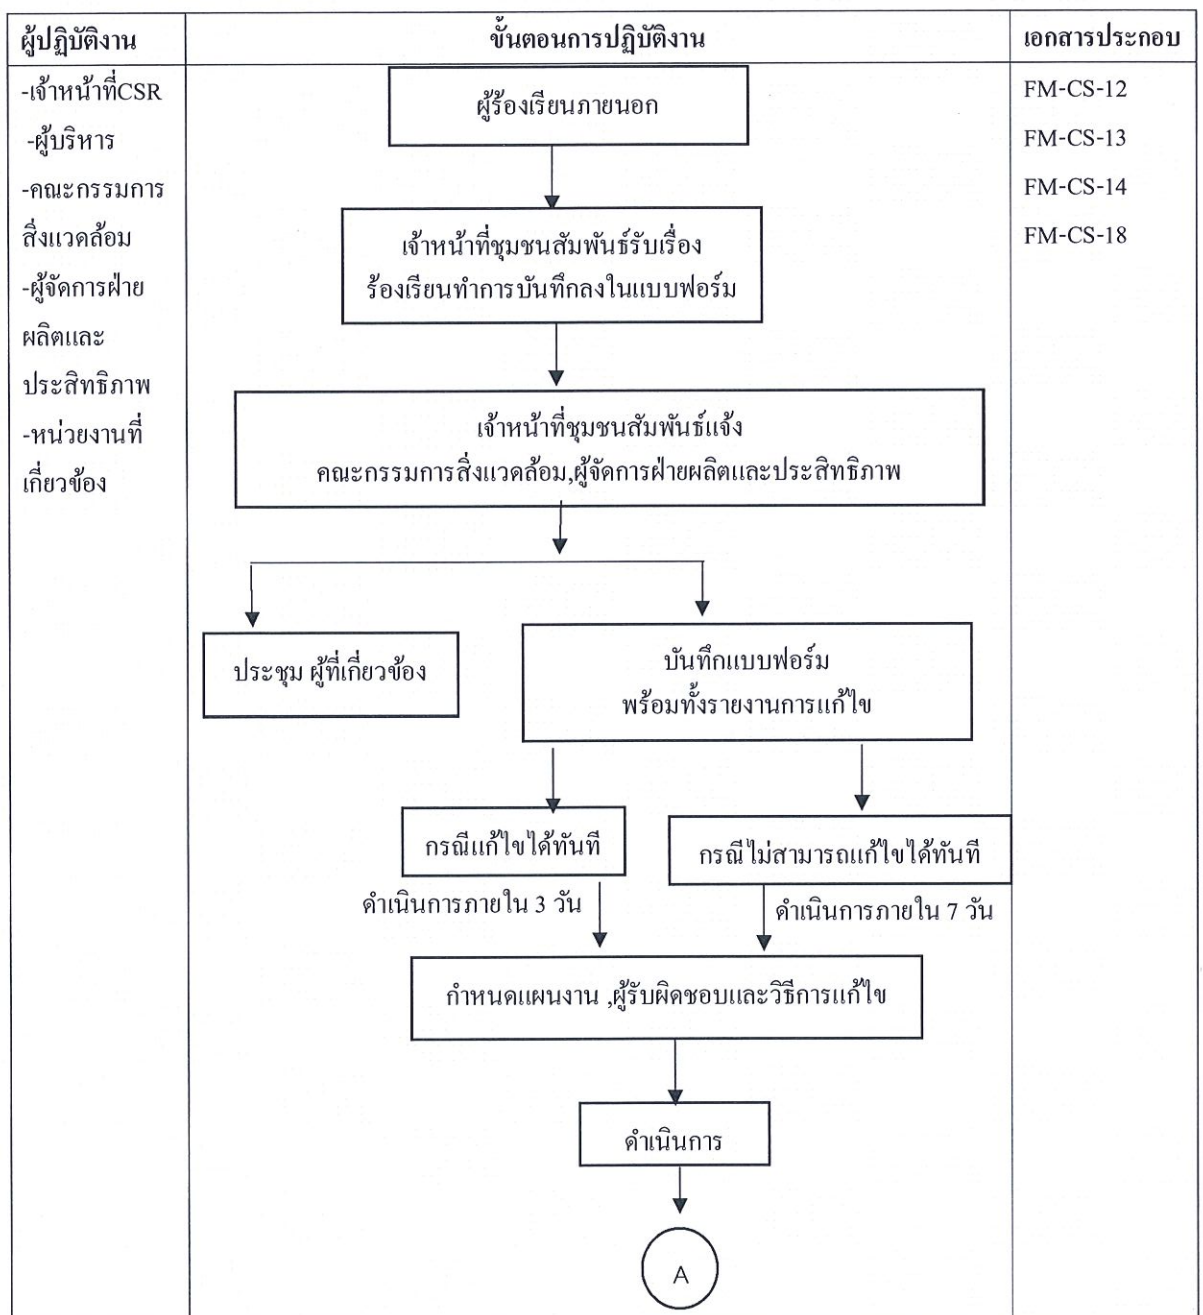 ผู้ปฏิบัติงาน
ขั้นตอนการปฏิบัติงาน
เอกสารประกอบ
-เจ้าหน้าที่CSR
-ผู้บริหาร
-คณะกรรมการ
สิ่งแวดล้อม
-ผู้จัดการฝ่าย
ผลิตและ
ประสิทธิภาพ
-หน่วยงานที่
เกี่ยวข้อง
ผู้ร้องเรียนภายนอก
เจ้าหน้าที่ชุมชนสัมพันธ์รับเรื่อง
ร้องเรียนทำการบันทึกลงในแบบฟอร์ม
เจ้าหน้าที่ชุมชนสัมพันธ์แจ้ง
คณะกรรมการสิ่งแวดล้อม,ผู้จัดการฝ่ายผลิตและประสิทธิภาพ
ประชุม ผู้ที่เกี่ยวข้อง
บันทึกแบบฟอร์ม
พร้อมทั้งรายงานการแก้ไข
กรณีแก้ไขได้ทันที
กรณีไม่สามารถแก้ไขได้ทันที
ดำเนินการภายใน 3 วัน
ดำเนินการภายใน 7 วัน
กำหนดแผนงาน ,ผู้รับผิดชอบและวิธีการแก้ไข
ดำเนินการ
A
FM-CS-12
FM-CS-13
FM-CS-14
FM-CS-18